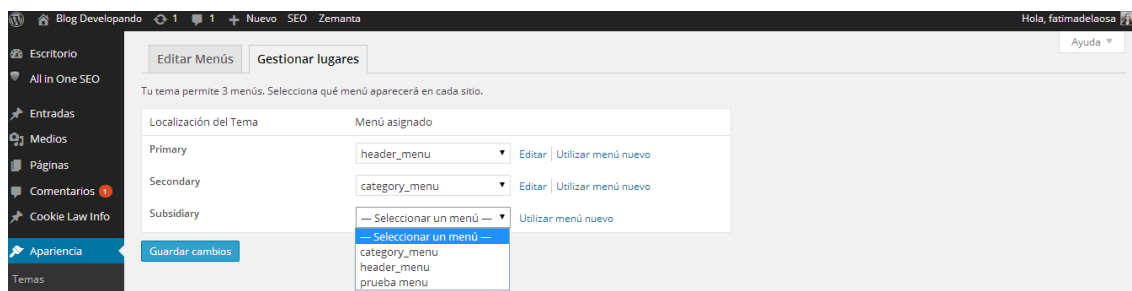 Blog Developando 1 1 + Nuevo SEO Zemanta Hola, fatimadelaosa
Ayuda
Escritorio
All in One SEO
Entradas
Medios
Páginas
Comentarios 1
Cookie Law Info
Apariencia
Temas
Editar Menús Gestionar lugares
Tu tema permite 3 menús. Selecciona qué menú aparecerá en cada sitio.
Localización del Tema Menú asignado
Primary header_menu Editar | Utilizar menú nuevo
Secondary category_menu Editar | Utilizar menú nuevo
Subsidiary — Seleccionar un menú — Utilizar menú nuevo
— Seleccionar un menú —
category_menu
header_menu
prueba menu
Guardar cambios